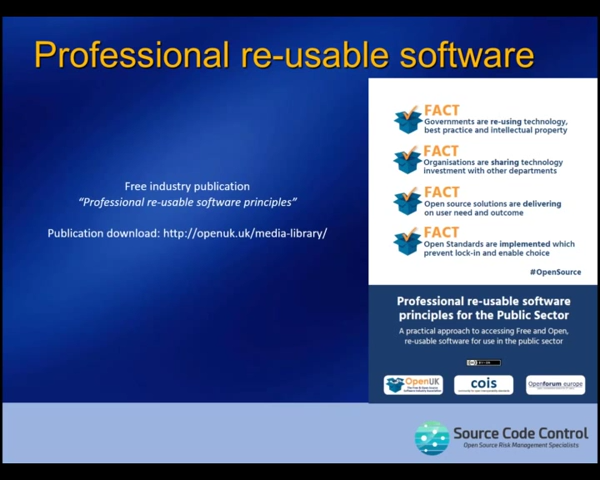 Professional re-usable software
Free industry publication
“Professional re-usable software principles”
Publication download: http://openuk.uk/media-library/
FACT
Governments are re-using technology,
best practice and intellectual property
FACT
Organisations are sharing technology
investment with other departments
FACT
Open source solutions are delivering
on user need and outcome
FACT
Open Standards are implemented which
prevent lock-in and enable choice
#OpenSource
Professional re-usable software
principles for the Public Sector
A practical approach to accessing Free and Open,
re-usable software for use in the public sector
OpenUK
cois
Openforum europe
Source Code Control
Open Source Risk Management Specialists